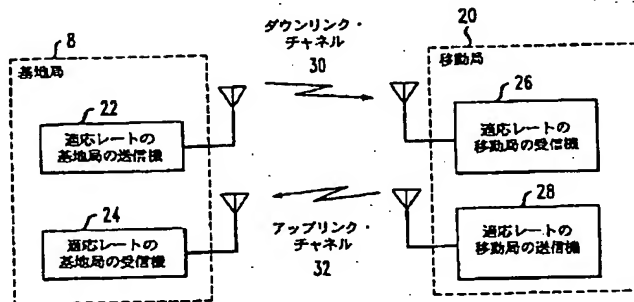 8
基地局
22
適応レートの
基地局の送信機
24
適応レートの
基地局の受信機
ダウンリンク・
チャネル
30
アップリンク・
チャネル
32
20
移動局
26
適応レートの
移動局の受信機
28
適応レートの
移動局の送信機